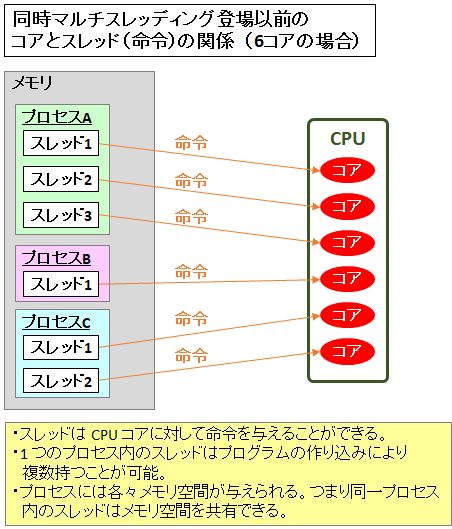 同時マルチスレッディング登場以前の
コアとスレッド（命令）の関係（6コアの場合）
メモリ
プロセスA
スレッド1
スレッド2
スレッド3
プロセスB
スレッド1
プロセスC
スレッド1
スレッド2
命令
命令
命令
命令
命令
命令
CPU
コア
コア
コア
コア
コア
コア
・スレッドは CPU コアに対して命令を与えることができる。
・1 つのプロセス内のスレッドはプログラムの作り込みにより
複数持つことが可能。
・プロセスには各々メモリ空間が与えられる。つまり同一プロセス
内のスレッドはメモリ空間を共有できる。